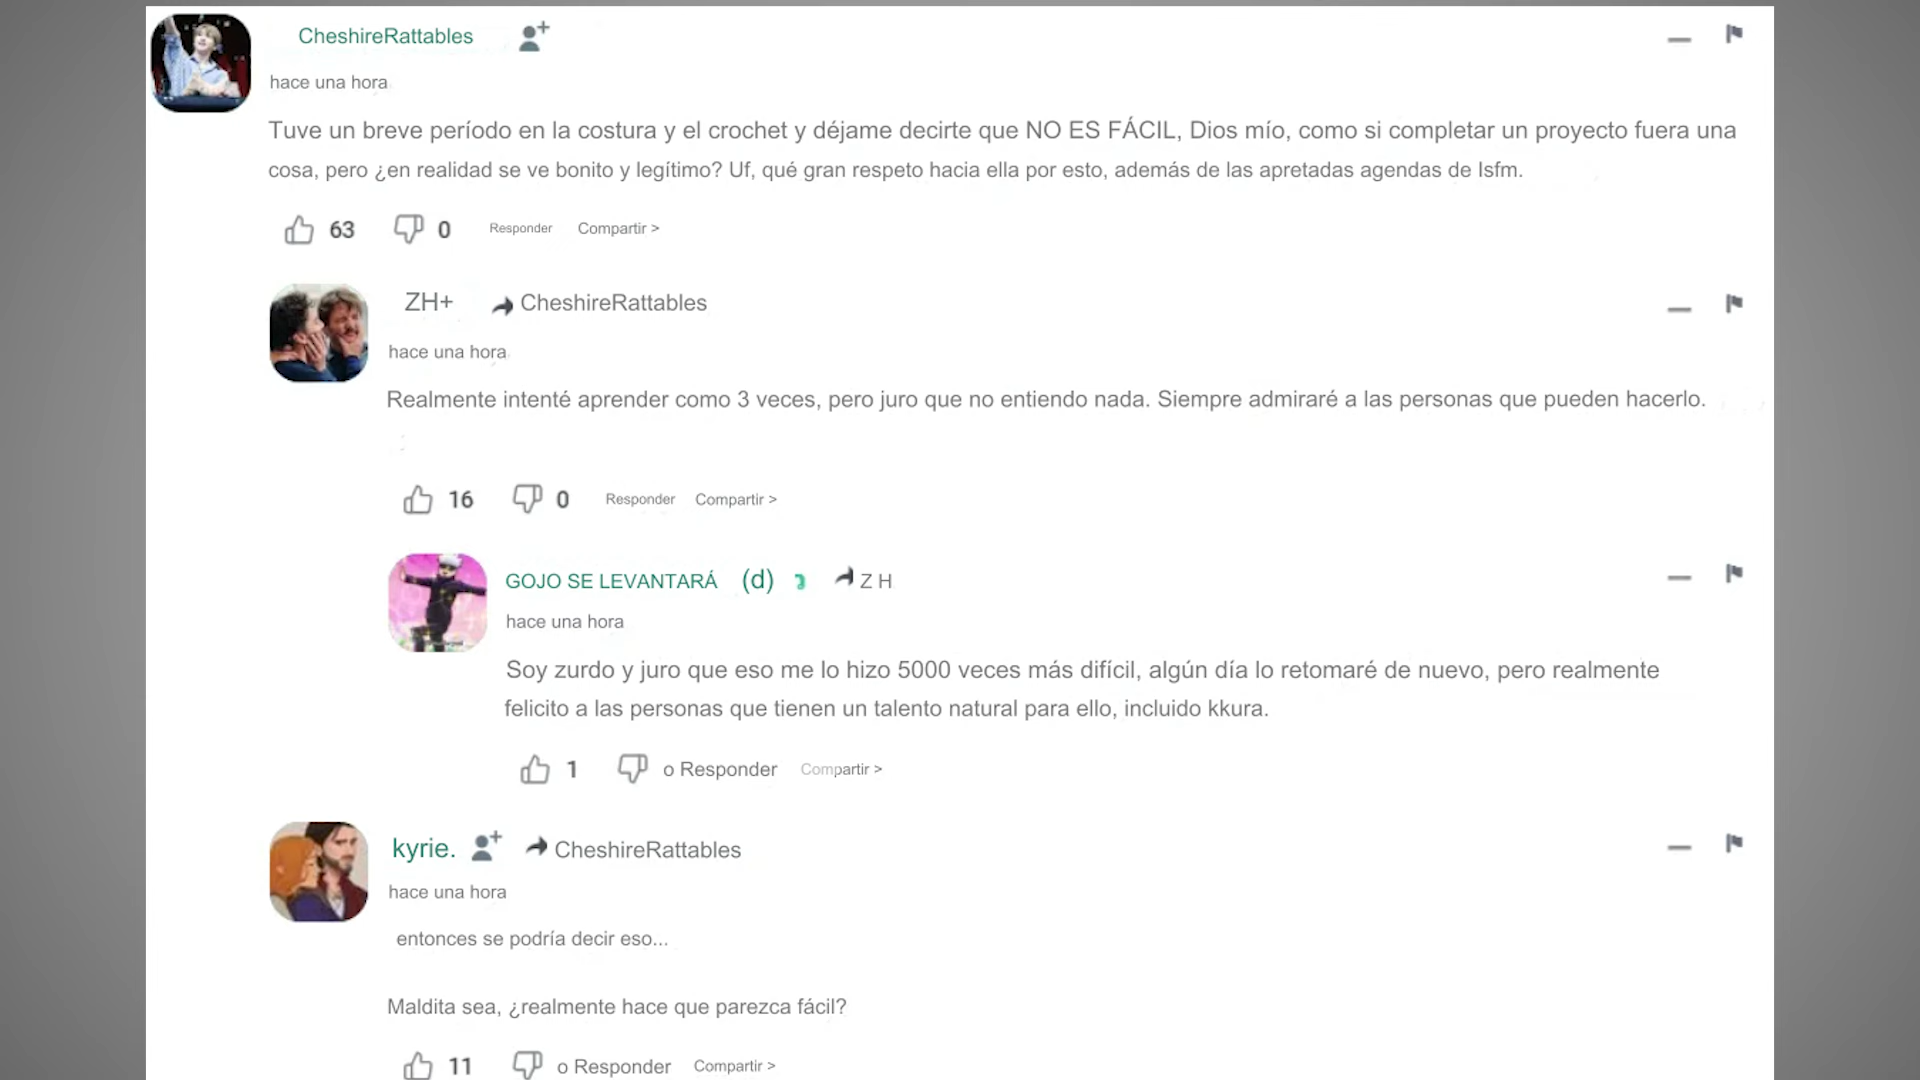 CheshireRattables
hace una hora
Tuve un breve período en la costura y el crochet y déjame decirte que NO ES FÁCIL, Dios mío, como si completar un proyecto fuera una
cosa, pero ¿en realidad se ve bonito y legítimo? Uf, qué gran respeto hacia ella por esto, además de las apretadas agendas de lsfm.
63 0 Responder Compartir >
ZH+ CheshireRattables
hace una hora
Realmente intenté aprender como 3 veces, pero juro que no entiendo nada. Siempre admiraré a las personas que pueden hacerlo.
16 0 Responder Compartir >
GOJO SE LEVANTARÁ (d) Z H
hace una hora
Soy zurdo y juro que eso me lo hizo 5000 veces más difícil, algún día lo retomaré de nuevo, pero realmente
felicito a las personas que tienen un talento natural para ello, incluido kkura.
1 o Responder Compartir >
kyrie. CheshireRattables
hace una hora
entonces se podría decir eso...
Maldita sea, ¿realmente hace que parezca fácil?
11 o Responder Compartir >